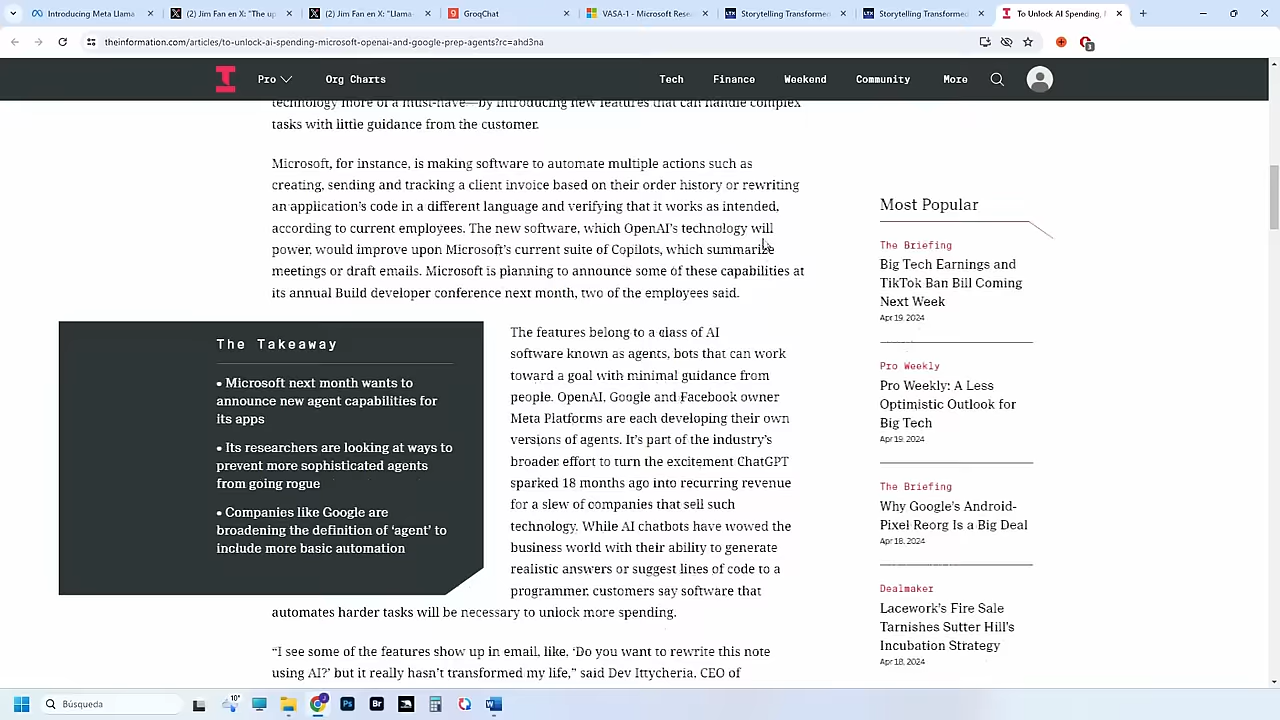 Introducing Meta Llama
(2) Jim Fan en X: "The up
(2) Jim Fan en X: "Llama-
GroqChat
VASA-1 - Microsoft Rese
Storytelling Transformed
Storytelling Transformed
To Unlock AI Spending,
theinformation.com/articles/to-unlock-ai-spending-microsoft-openai-and-google-prep-agents?rc=ahd3na
Pro Org Charts Tech Finance Weekend Community More
technology more of a must-have—by introducing new features that can handle complex
tasks with little guidance from the customer.
Microsoft, for instance, is making software to automate multiple actions such as
creating, sending and tracking a client invoice based on their order history or rewriting
an application's code in a different language and verifying that it works as intended,
according to current employees. The new software, which OpenAI's technology will
power, would improve upon Microsoft's current suite of Copilots, which summarize
meetings or draft emails. Microsoft is planning to announce some of these capabilities at
its annual Build developer conference next month, two of the employees said.
The Takeaway
• Microsoft next month wants to
announce new agent capabilities for
its apps
• Its researchers are looking at ways to
prevent more sophisticated agents
from going rogue
• Companies like Google are
broadening the definition of 'agent' to
include more basic automation
The features belong to a class of AI
software known as agents, bots that can work
toward a goal with minimal guidance from
people. OpenAI, Google and Facebook owner
Meta Platforms are each developing their own
versions of agents. It's part of the industry's
broader effort to turn the excitement ChatGPT
sparked 18 months ago into recurring revenue
for a slew of companies that sell such
technology. While AI chatbots have wowed the
business world with their ability to generate
realistic answers or suggest lines of code to a
programmer, customers say software that
automates harder tasks will be necessary to unlock more spending.
"I see some of the features show up in email, like, 'Do you want to rewrite this note
using AI?' but it really hasn't transformed my life," said Dev Ittycheria, CEO of
Most Popular
The Briefing
Big Tech Earnings and
TikTok Ban Bill Coming
Next Week
Apr 19, 2024
Pro Weekly
Pro Weekly: A Less
Optimistic Outlook for
Big Tech
Apr 19, 2024
The Briefing
Why Google's Android-
Pixel Reorg Is a Big Deal
Apr 18, 2024
Dealmaker
Lacework's Fire Sale
Tarnishes Sutter Hill's
Incubation Strategy
Apr 18, 2024
Búsqueda
10°
Ps
Br